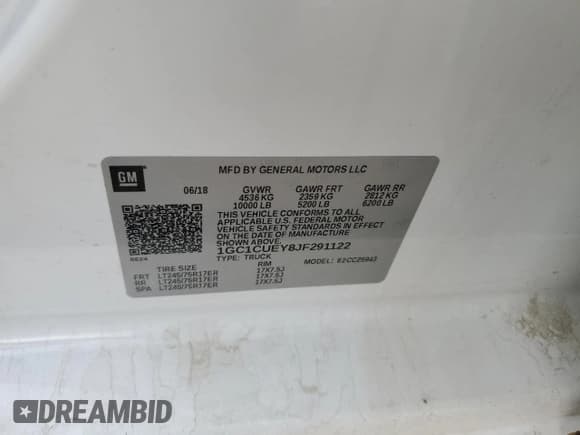 MFD BY GENERAL MOTORS LLC
GM
06/18 GVWR GAWR FRT GAWR RR
4536 KG 2359 KG 2812 KG
10000 LB 5200 LB 6200 LB
THIS VEHICLE CONFORMS TO ALL
APPLICABLE U.S. FEDERAL MOTOR
VEHICLE SAFETY STANDARDS IN
EFFECT ON THE DATE OF MANUFACTURE
SHOWN ABOVE.
1GC1CUEY8JF291122
TYPE: TRUCK MODEL:
TIRE SIZE RIM
FRT LT245/75R17ER 17X7.5J
RR LT245/75R17ER 17X7.5J
SPA LT245/75R17ER 17X7.5J
DREAMBID